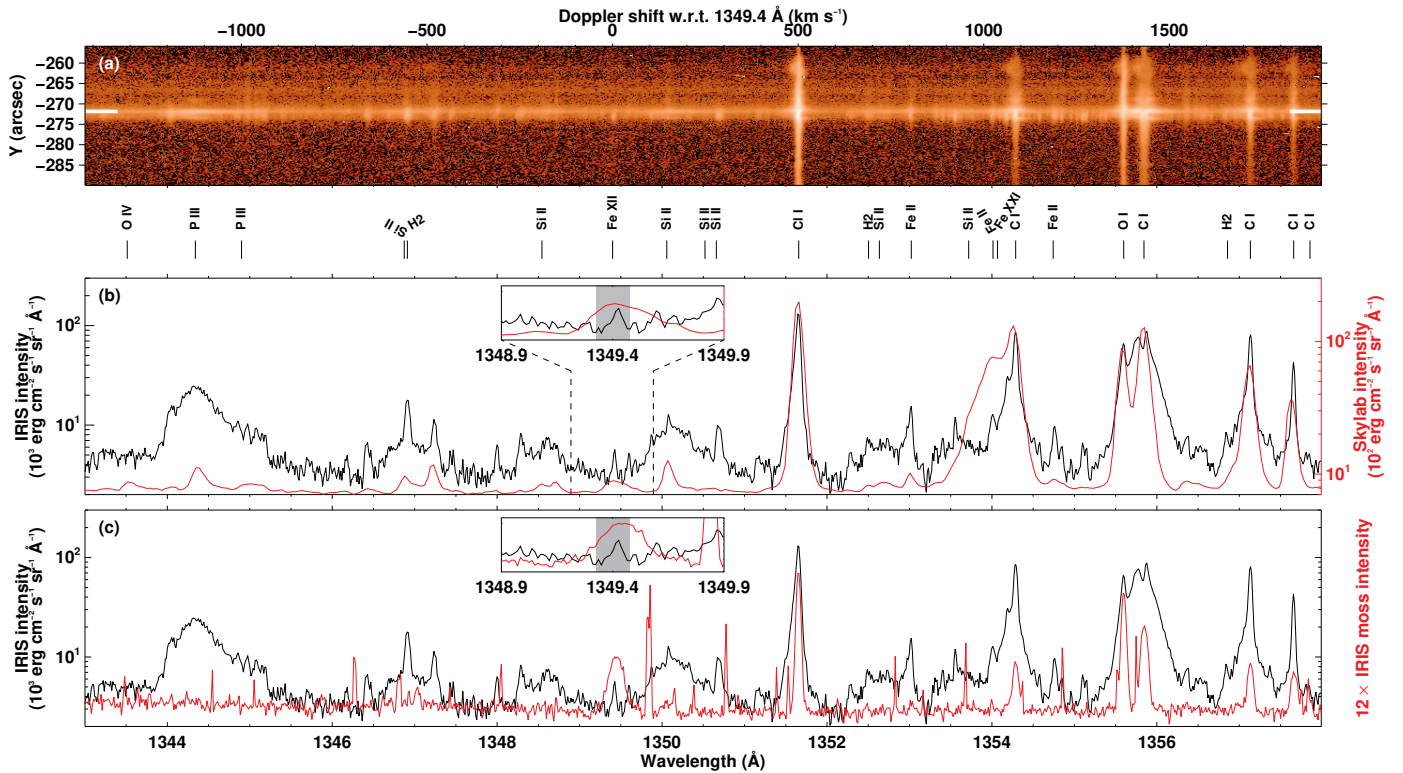 Doppler shift w.r.t. 1349.4 Å (km s⁻¹)
−1000 −500 0 500 1000 1500
(a)
Y (arcsec)
−260
−265
−270
−275
−280
−285
O IV P III P III Si II H2 Si II Fe XII Si II Si II Si II Cl I H2 Si II Fe II Si II Fe II Fe XXI C I Fe II O I C I H2 C I C I C I
(b)
IRIS intensity
(10³ erg cm⁻² s⁻¹ sr⁻¹ Å⁻¹)
10²
10¹
1348.9 1349.4 1349.9
10²
10¹
Skylab intensity
(10² erg cm⁻² s⁻¹ sr⁻¹ Å⁻¹)
(c)
IRIS intensity
(10³ erg cm⁻² s⁻¹ sr⁻¹ Å⁻¹)
10²
10¹
1348.9 1349.4 1349.9
12 × IRIS moss intensity
1344 1346 1348 1350 1352 1354 1356
Wavelength (Å)